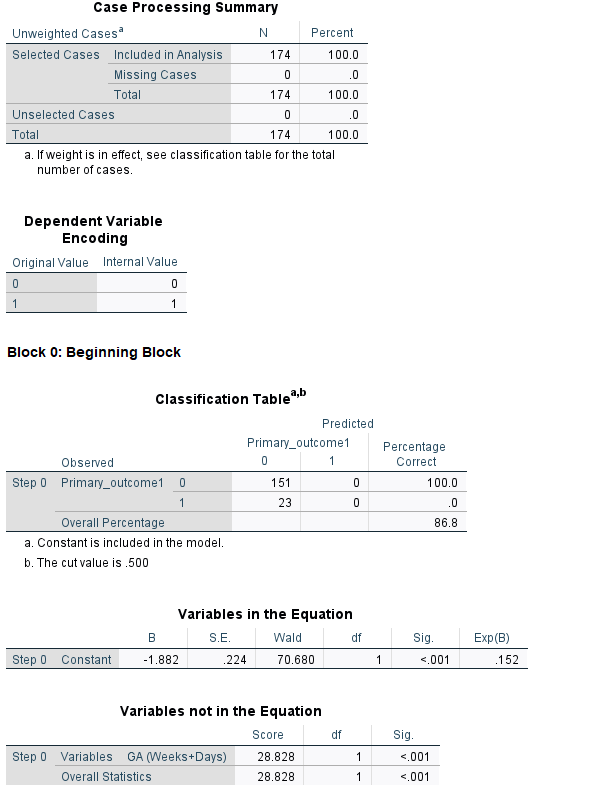 Case Processing Summary
Unweighted Casesa N Percent
Selected Cases Included in Analysis 174 100.0
Missing Cases 0 .0
Total 174 100.0
Unselected Cases 0 .0
Total 174 100.0
a. If weight is in effect, see classification table for the total
number of cases.
Dependent Variable
Encoding
Original Value Internal Value
0 0
1 1
Block 0: Beginning Block
Classification Tablea,b
Predicted
Primary_outcome1 Percentage
Observed 0 1 Correct
Step 0 Primary_outcome1 0 151 0 100.0
1 23 0 .0
Overall Percentage 86.8
a. Constant is included in the model.
b. The cut value is .500
Variables in the Equation
B S.E. Wald df Sig. Exp(B)
Step 0 Constant -1.882 .224 70.680 1 <.001 .152
Variables not in the Equation
Score df Sig.
Step 0 Variables GA (Weeks+Days) 28.828 1 <.001
Overall Statistics 28.828 1 <.001